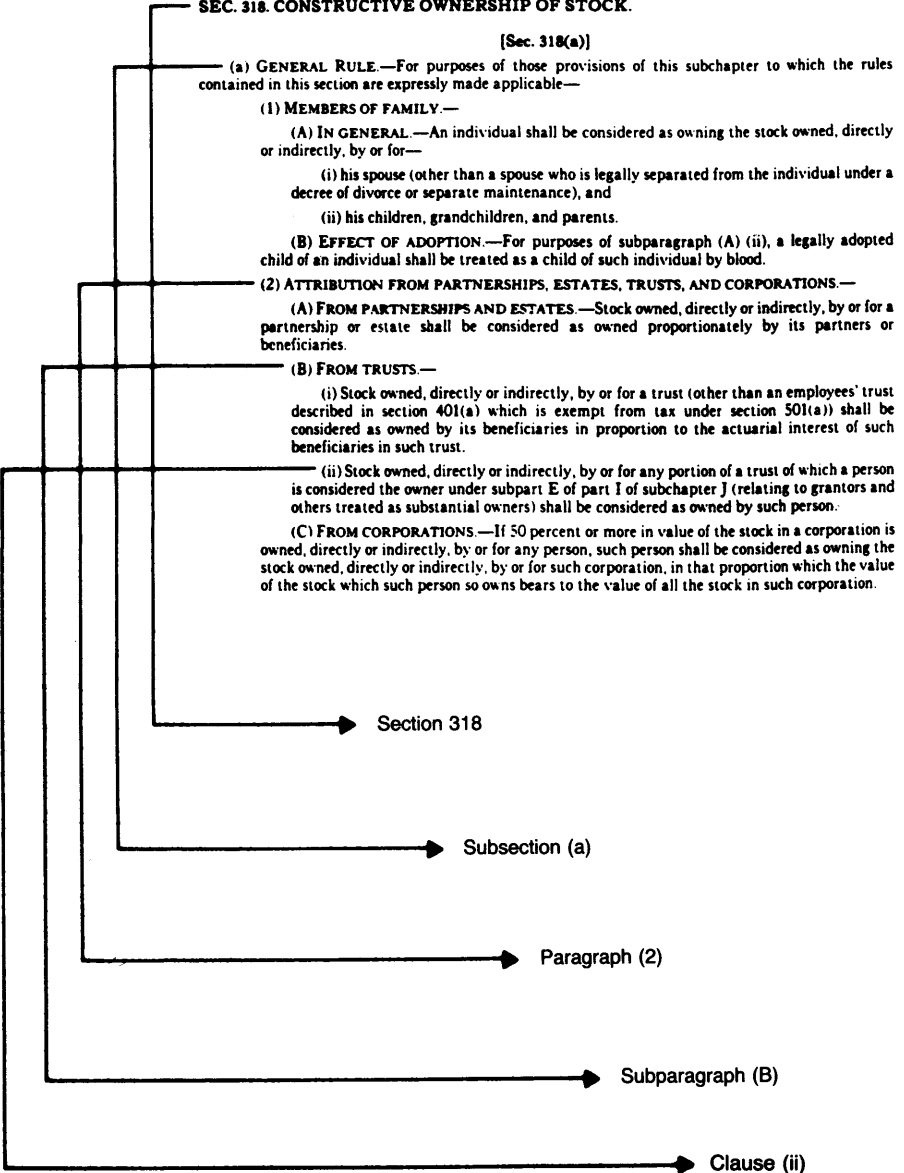 SEC. 318. CONSTRUCTIVE OWNERSHIP OF STOCK.
[Sec. 318(a)]
(a) GENERAL RULE.—For purposes of those provisions of this subchapter to which the rules
contained in this section are expressly made applicable—
(1) MEMBERS OF FAMILY.—
(A) IN GENERAL.—An individual shall be considered as owning the stock owned, directly
or indirectly, by or for—
(i) his spouse (other than a spouse who is legally separated from the individual under a
decree of divorce or separate maintenance), and
(ii) his children, grandchildren, and parents.
(B) EFFECT OF ADOPTION.—For purposes of subparagraph (A) (ii), a legally adopted
child of an individual shall be treated as a child of such individual by blood.
(2) ATTRIBUTION FROM PARTNERSHIPS, ESTATES, TRUSTS, AND CORPORATIONS.—
(A) FROM PARTNERSHIPS AND ESTATES.—Stock owned, directly or indirectly, by or for a
partnership or estate shall be considered as owned proportionately by its partners or
beneficiaries.
(B) FROM TRUSTS.—
(i) Stock owned, directly or indirectly, by or for a trust (other than an employees' trust
described in section 401(a) which is exempt from tax under section 501(a)) shall be
considered as owned by its beneficiaries in proportion to the actuarial interest of such
beneficiaries in such trust.
(ii) Stock owned, directly or indirectly, by or for any portion of a trust of which a person
is considered the owner under subpart E of part I of subchapter J (relating to grantors and
others treated as substantial owners) shall be considered as owned by such person.
(C) FROM CORPORATIONS.—If 50 percent or more in value of the stock in a corporation is
owned, directly or indirectly, by or for any person, such person shall be considered as owning the
stock owned, directly or indirectly, by or for such corporation, in that proportion which the value
of the stock which such person so owns bears to the value of all the stock in such corporation.
Section 318
Subsection (a)
Paragraph (2)
Subparagraph (B)
Clause (ii)